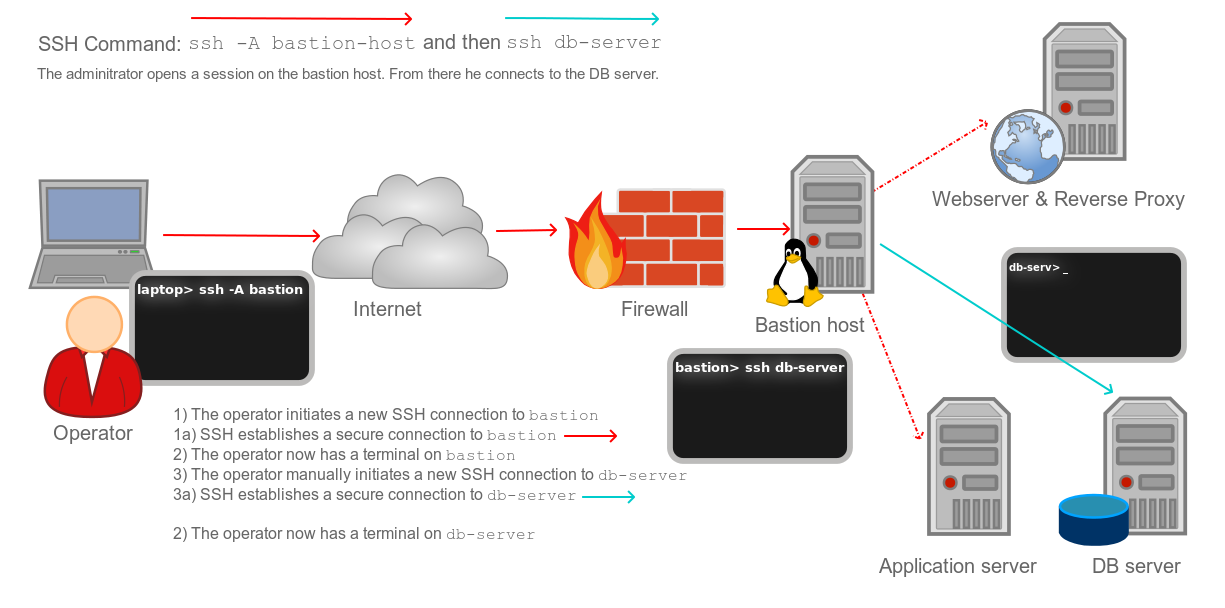 SSH Command: ssh -A bastion-host and then ssh db-server
The adminitrator opens a session on the bastion host. From there he connects to the DB server.
Webserver & Reverse Proxy
laptop> ssh -A bastion
Internet
Firewall
Bastion host
db-serv> _
bastion> ssh db-server
Operator
1) The operator initiates a new SSH connection to bastion
1a) SSH establishes a secure connection to bastion
2) The operator now has a terminal on bastion
3) The operator manually initiates a new SSH connection to db-server
3a) SSH establishes a secure connection to db-server
2) The operator now has a terminal on db-server
Application server
DB server